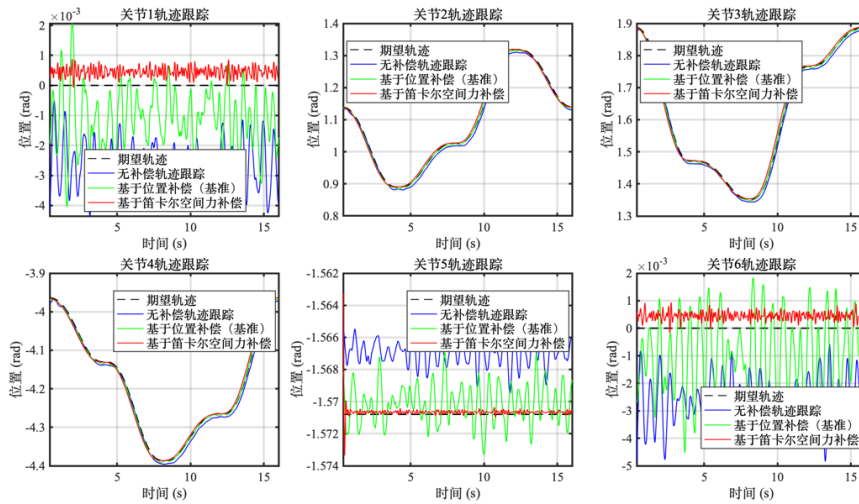 关节1轨迹跟踪
×10⁻³
2
1
0
-1
-2
-3
-4
位置 (rad)
期望轨迹
无补偿轨迹跟踪
基于位置补偿（基准）
基于笛卡尔空间力补偿
5
10
15
时间 (s)
关节2轨迹跟踪
1.4
1.3
1.2
1.1
1.0
0.9
0.8
位置 (rad)
期望轨迹
无补偿轨迹跟踪
基于位置补偿（基准）
基于笛卡尔空间力补偿
5
10
15
时间 (s)
关节3轨迹跟踪
1.9
1.8
1.7
1.6
1.5
1.4
1.3
位置 (rad)
期望轨迹
无补偿轨迹跟踪
基于位置补偿（基准）
基于笛卡尔空间力补偿
5
10
15
时间 (s)
关节4轨迹跟踪
-3.9
-4
-4.1
-4.2
-4.3
-4.4
位置 (rad)
期望轨迹
无补偿轨迹跟踪
基于位置补偿（基准）
基于笛卡尔空间力补偿
5
10
15
时间 (s)
关节5轨迹跟踪
-1.562
-1.564
-1.566
-1.568
-1.57
-1.572
-1.574
位置 (rad)
期望轨迹
无补偿轨迹跟踪
基于位置补偿（基准）
基于笛卡尔空间力补偿
5
10
15
时间 (s)
关节6轨迹跟踪
×10⁻³
2
1
0
-1
-2
-3
-4
-5
位置 (rad)
期望轨迹
无补偿轨迹跟踪
基于位置补偿（基准）
基于笛卡尔空间力补偿
5
10
15
时间 (s)